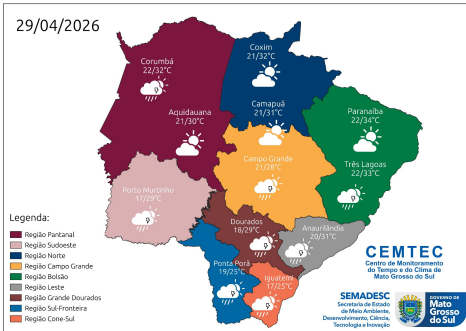 29/04/2026
Corumbá
22/32°C
Coxim
21/32°C
Aquidauana
21/30°C
Camapuã
21/31°C
Paranaíba
22/34°C
Campo Grande
21/28°C
Três Lagoas
22/33°C
Porto Murtinho
17/29°C
Dourados
18/29°C
Anaurilândia
20/31°C
Ponta Porã
19/25°C
Iguatemi
17/25°C
Legenda:
Região Pantanal
Região Sudoeste
Região Norte
Região Campo Grande
Região Bolsão
Região Leste
Região Grande Dourados
Região Sul-Fronteira
Região Cone-Sul
CEMTEC
Centro de Monitoramento
do Tempo e do Clima de
Mato Grosso do Sul
SEMADESC
Secretaria de Estado
de Meio Ambiente,
Desenvolvimento, Ciência,
Tecnologia e Inovação
GOVERNO DE
Mato
Grosso
do Sul